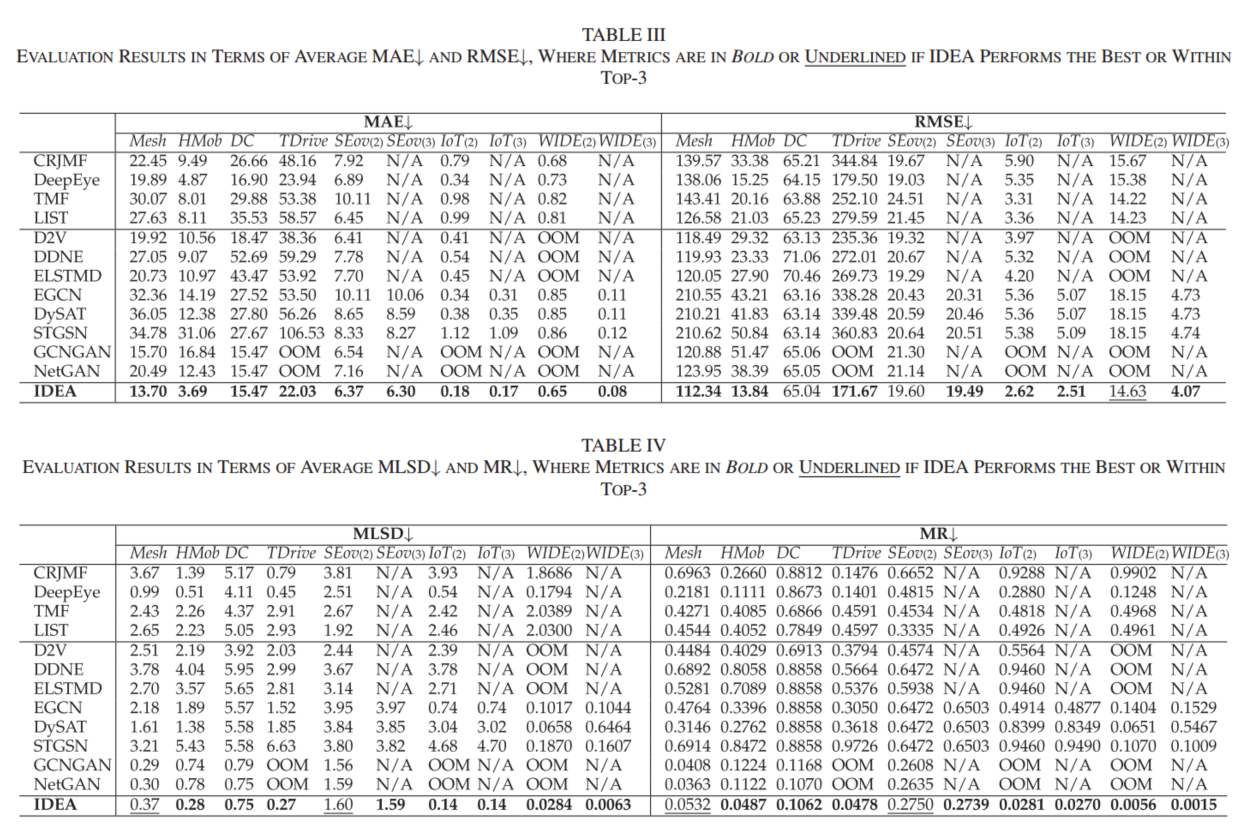 TABLE III
EVALUATION RESULTS IN TERMS OF AVERAGE MAE↓ AND RMSE↓, WHERE METRICS ARE IN BOLD OR UNDERLINED IF IDEA PERFORMS THE BEST OR WITHIN
TOP-3
MAE↓ RMSE↓
Mesh HMob DC TDrive SEov(2) SEov(3) IoT(2) IoT(3) WIDE(2) WIDE(3) Mesh HMob DC TDrive SEov(2) SEov(3) IoT(2) IoT(3) WIDE(2) WIDE(3)
CRJMF 22.45 9.49 26.66 48.16 7.92 N/A 0.79 N/A 0.68 N/A 139.57 33.38 65.21 344.84 19.67 N/A 5.90 N/A 15.67 N/A
DeepEye 19.89 4.87 16.90 23.94 6.89 N/A 0.34 N/A 0.73 N/A 138.06 15.25 64.15 179.50 19.03 N/A 5.35 N/A 15.38 N/A
TMF 30.07 8.01 29.88 53.38 10.11 N/A 0.98 N/A 0.82 N/A 143.41 20.16 63.88 252.10 24.51 N/A 3.31 N/A 14.22 N/A
LIST 27.63 8.11 35.53 58.57 6.45 N/A 0.99 N/A 0.81 N/A 126.58 21.03 65.23 279.59 21.45 N/A 3.36 N/A 14.23 N/A
D2V 19.92 10.56 18.47 38.36 6.41 N/A 0.41 N/A OOM N/A 118.49 29.32 63.13 235.36 19.32 N/A 3.97 N/A OOM N/A
DDNE 27.05 9.07 52.69 59.29 7.78 N/A 0.54 N/A OOM N/A 119.93 23.33 71.06 272.01 20.67 N/A 5.32 N/A OOM N/A
ELSTMD 20.73 10.97 43.47 53.92 7.70 N/A 0.45 N/A OOM N/A 120.05 27.90 70.46 269.73 19.29 N/A 4.20 N/A OOM N/A
EGCN 32.36 14.19 27.52 53.50 10.11 10.06 0.34 0.31 0.85 0.11 210.55 43.21 63.16 338.28 20.43 20.31 5.36 5.07 18.15 4.73
DySAT 36.05 12.38 27.80 56.26 8.65 8.59 0.38 0.35 0.85 0.11 210.21 41.83 63.14 339.48 20.59 20.46 5.36 5.07 18.15 4.73
STGSN 34.78 31.06 27.67 106.53 8.33 8.27 1.12 1.09 0.86 0.12 210.62 50.84 63.14 360.83 20.64 20.51 5.38 5.09 18.15 4.74
GCNGAN 15.70 16.84 15.47 OOM 6.54 N/A OOM N/A OOM N/A 120.88 51.47 65.06 OOM 21.30 N/A OOM N/A OOM N/A
NetGAN 20.49 12.43 15.47 OOM 7.16 N/A OOM N/A OOM N/A 123.95 38.39 65.05 OOM 21.14 N/A OOM N/A OOM N/A
IDEA 13.70 3.69 15.47 22.03 6.37 6.30 0.18 0.17 0.65 0.08 112.34 13.84 65.04 171.67 19.60 19.49 2.62 2.51 14.63 4.07
TABLE IV
EVALUATION RESULTS IN TERMS OF AVERAGE MLSD↓ AND MR↓, WHERE METRICS ARE IN BOLD OR UNDERLINED IF IDEA PERFORMS THE BEST OR WITHIN
TOP-3
MLSD↓ MR↓
Mesh HMob DC TDrive SEov(2) SEov(3) IoT(2) IoT(3) WIDE(2) WIDE(3) Mesh HMob DC TDrive SEov(2) SEov(3) IoT(2) IoT(3) WIDE(2) WIDE(3)
CRJMF 3.67 1.39 5.17 0.79 3.81 N/A 3.93 N/A 1.8686 N/A 0.6963 0.2660 0.8812 0.1476 0.6652 N/A 0.9288 N/A 0.9902 N/A
DeepEye 0.99 0.51 4.11 0.45 2.51 N/A 0.54 N/A 0.1794 N/A 0.2181 0.1111 0.8673 0.1401 0.4815 N/A 0.2880 N/A 0.1248 N/A
TMF 2.43 2.26 4.37 2.91 2.67 N/A 2.42 N/A 2.0389 N/A 0.4271 0.4085 0.6866 0.4591 0.4534 N/A 0.4818 N/A 0.4968 N/A
LIST 2.65 2.23 5.05 2.93 1.92 N/A 2.46 N/A 2.0300 N/A 0.4544 0.4052 0.7849 0.4597 0.3335 N/A 0.4926 N/A 0.4961 N/A
D2V 2.51 2.19 3.92 2.03 2.44 N/A 2.39 N/A OOM N/A 0.4484 0.4029 0.6913 0.3794 0.4574 N/A 0.5564 N/A OOM N/A
DDNE 3.78 4.04 5.95 2.99 3.67 N/A 3.78 N/A OOM N/A 0.6892 0.8058 0.8858 0.5664 0.6472 N/A 0.9460 N/A OOM N/A
ELSTMD 2.70 3.57 5.65 2.81 3.14 N/A 2.71 N/A OOM N/A 0.5281 0.7089 0.8858 0.5376 0.5938 N/A 0.9460 N/A OOM N/A
EGCN 2.18 1.89 5.57 1.52 3.95 3.97 0.74 0.74 0.1017 0.1044 0.4764 0.3396 0.8858 0.3050 0.6472 0.6503 0.4914 0.4877 0.1404 0.1529
DySAT 1.61 1.38 5.58 1.85 3.84 3.85 3.04 3.02 0.0658 0.6464 0.3146 0.2762 0.8858 0.3618 0.6472 0.6503 0.8399 0.8349 0.0651 0.5467
STGSN 3.21 5.43 5.58 6.63 3.80 3.82 4.68 4.70 0.1870 0.1607 0.6914 0.8472 0.8858 0.9726 0.6472 0.6503 0.9460 0.9490 0.1070 0.1009
GCNGAN 0.29 0.74 0.79 OOM 1.56 N/A OOM N/A OOM N/A 0.0408 0.1224 0.1168 OOM 0.2608 N/A OOM N/A OOM N/A
NetGAN 0.30 0.78 0.75 OOM 1.59 N/A OOM N/A OOM N/A 0.0363 0.1122 0.1070 OOM 0.2635 N/A OOM N/A OOM N/A
IDEA 0.37 0.28 0.75 0.27 1.60 1.59 0.14 0.14 0.0284 0.0063 0.0532 0.0487 0.1062 0.0478 0.2750 0.2739 0.0281 0.0270 0.0056 0.0015